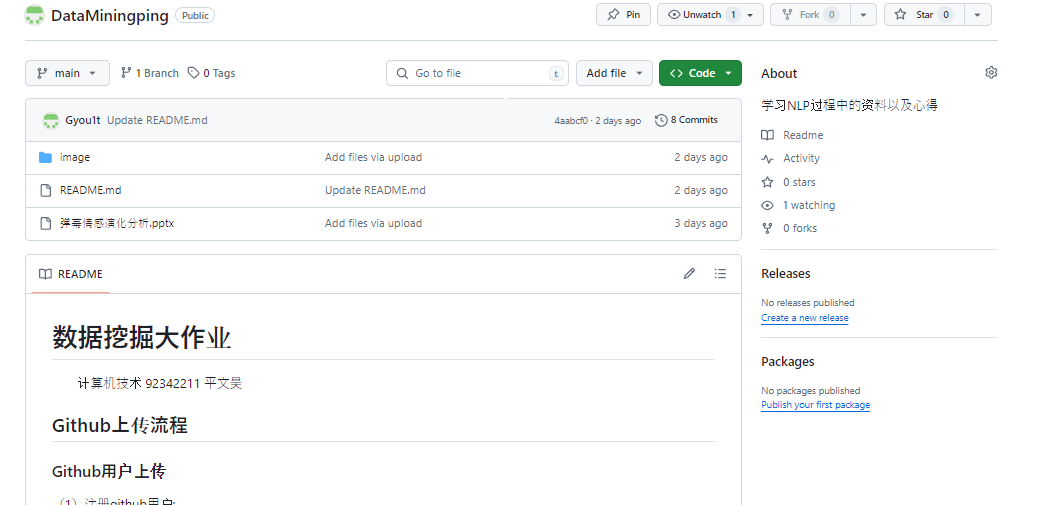 DataMiningping Public
Pin
Unwatch 1
Fork 0
Star 0
main
1 Branch
0 Tags
Go to file t
Add file
<> Code
Gyou1t Update README.md 4aabcf0 · 2 days ago 8 Commits
image Add files via upload 2 days ago
README.md Update README.md 2 days ago
弹幕情感演化分析.pptx Add files via upload 3 days ago
README
数据挖掘大作业
计算机技术 92342211 平文昊
Github上传流程
Github用户上传
（1）注册github用户:
About
学习NLP过程中的资料以及心得
Readme
Activity
0 stars
1 watching
0 forks
Releases
No releases published
Create a new release
Packages
No packages published
Publish your first package